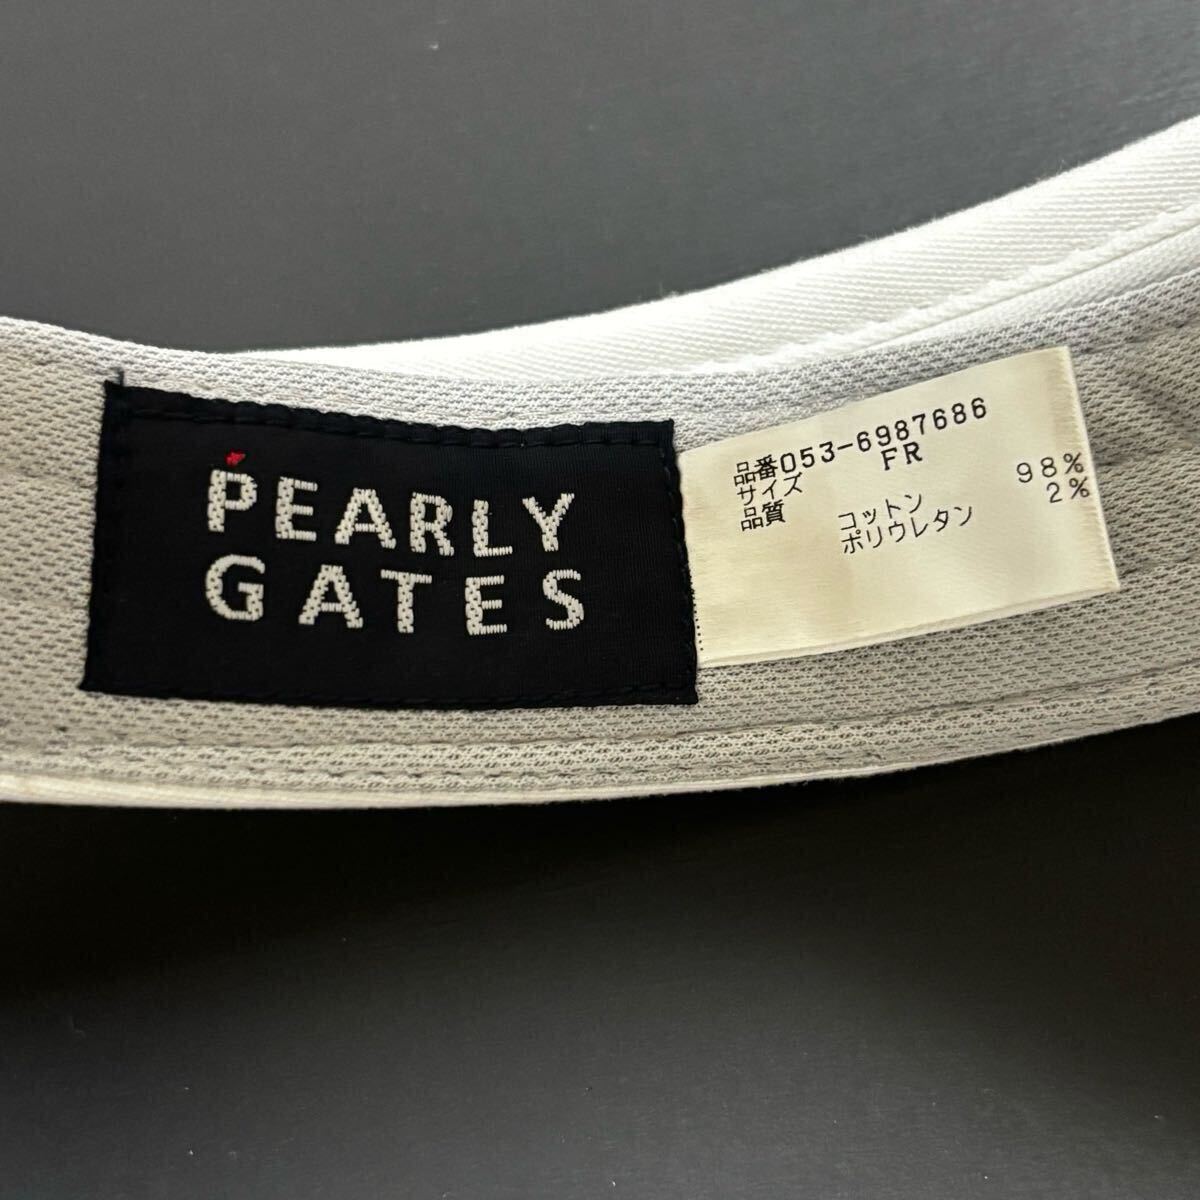 PEARLY
GATES
品番053-6987686
サイズ FR
品質 コットン 98%
ポリウレタン 2%